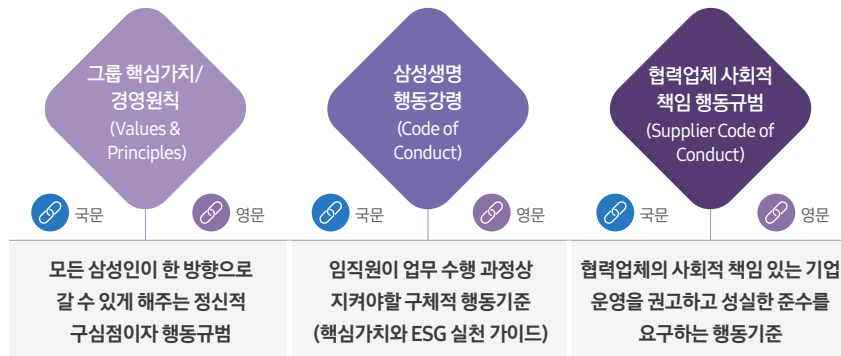 그룹 핵심가치/
경영원칙
(Values &
Principles)
국문
영문
모든 삼성인이 한 방향으로
갈 수 있게 해주는 정신적
구심점이자 행동규범
삼성생명
행동강령
(Code of
Conduct)
국문
영문
임직원이 업무 수행 과정상
지켜야할 구체적 행동기준
(핵심가치와 ESG 실천 가이드)
협력업체 사회적
책임 행동규범
(Supplier Code of
Conduct)
국문
영문
협력업체의 사회적 책임 있는 기업
운영을 권고하고 성실한 준수를
요구하는 행동기준